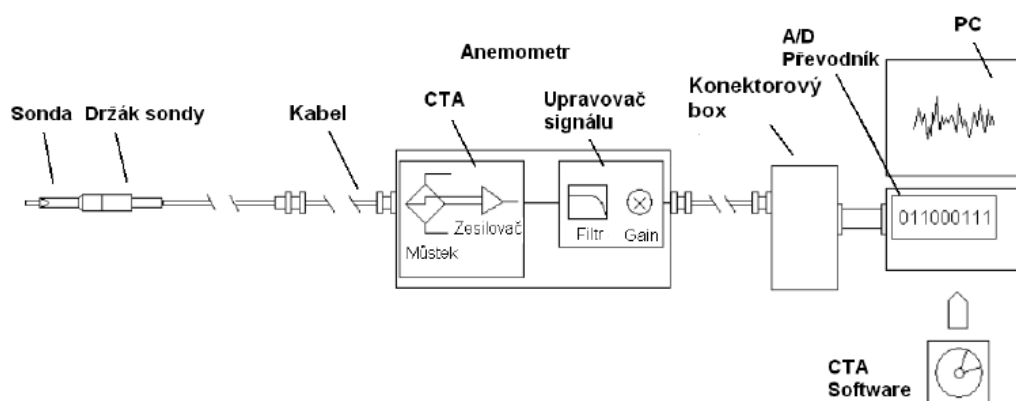 PC
A/D
Převodník
Anemometr
Konektorový
box
CTA
Upravovač
signálu
Sonda
Držák sondy
Kabel
Zesilovač
Můstek
Filtr
Gain
011000111
CTA
Software